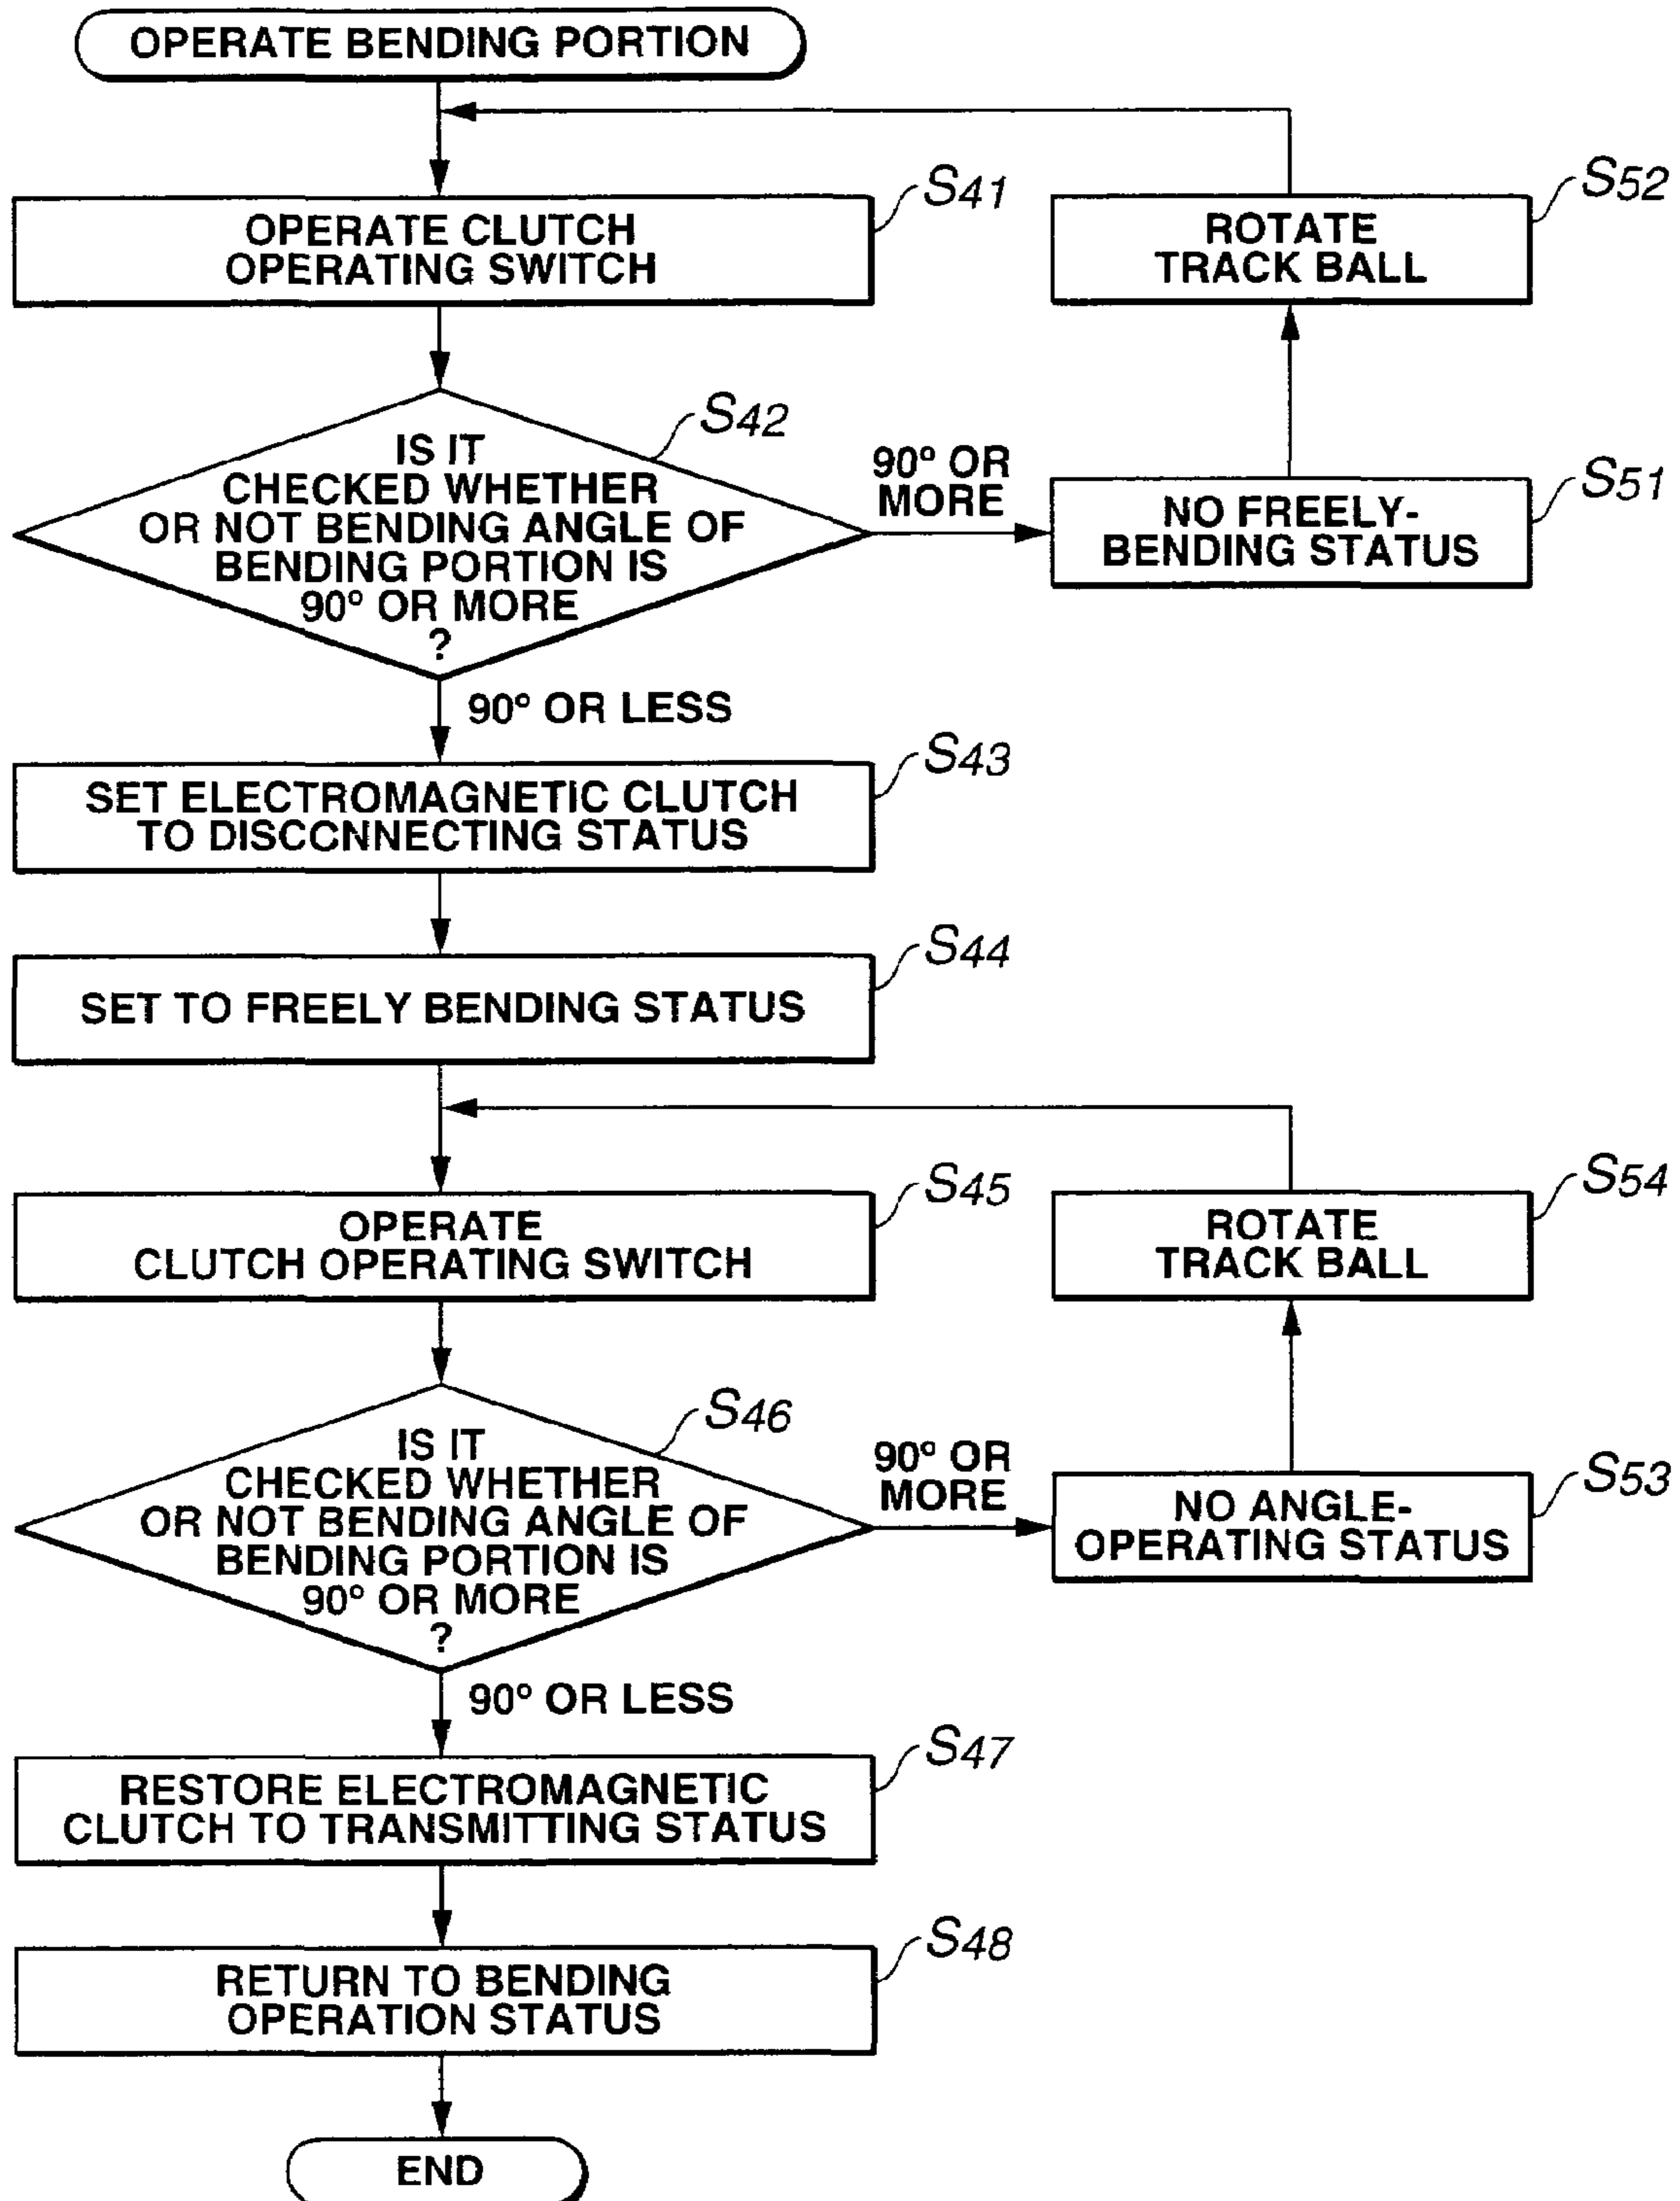 OPERATE BENDING PORTION
S41
OPERATE CLUTCH
OPERATING SWITCH
S52
ROTATE
TRACK BALL
S42
IS IT
CHECKED WHETHER
OR NOT BENDING ANGLE OF
BENDING PORTION IS
90° OR MORE
?
90° OR
MORE
S51
NO FREELY-
BENDING STATUS
90° OR LESS
S43
SET ELECTROMAGNETIC CLUTCH
TO DISCCNNECTING STATUS
S44
SET TO FREELY BENDING STATUS
S45
OPERATE
CLUTCH OPERATING SWITCH
S54
ROTATE
TRACK BALL
S46
IS IT
CHECKED WHETHER
OR NOT BENDING ANGLE OF
BENDING PORTION IS
90° OR MORE
?
90° OR
MORE
S53
NO ANGLE-
OPERATING STATUS
90° OR LESS
S47
RESTORE ELECTROMAGNETIC
CLUTCH TO TRANSMITTING STATUS
S48
RETURN TO BENDING
OPERATION STATUS
END